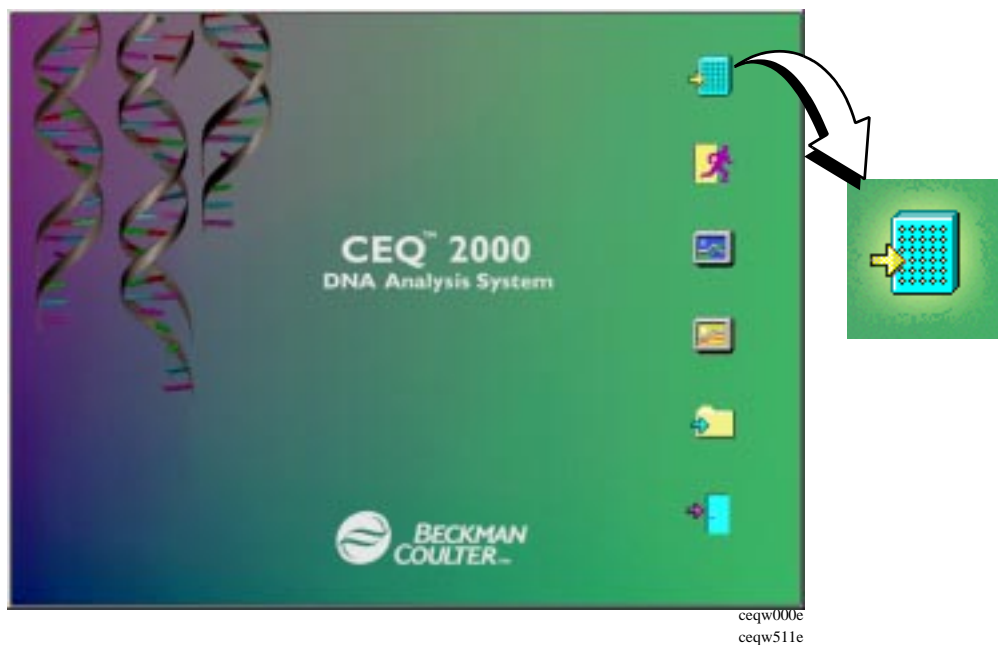 CEQ™ 2000
DNA Analysis System
BECKMAN
COULTER™
ceqw000e
ceqw511e